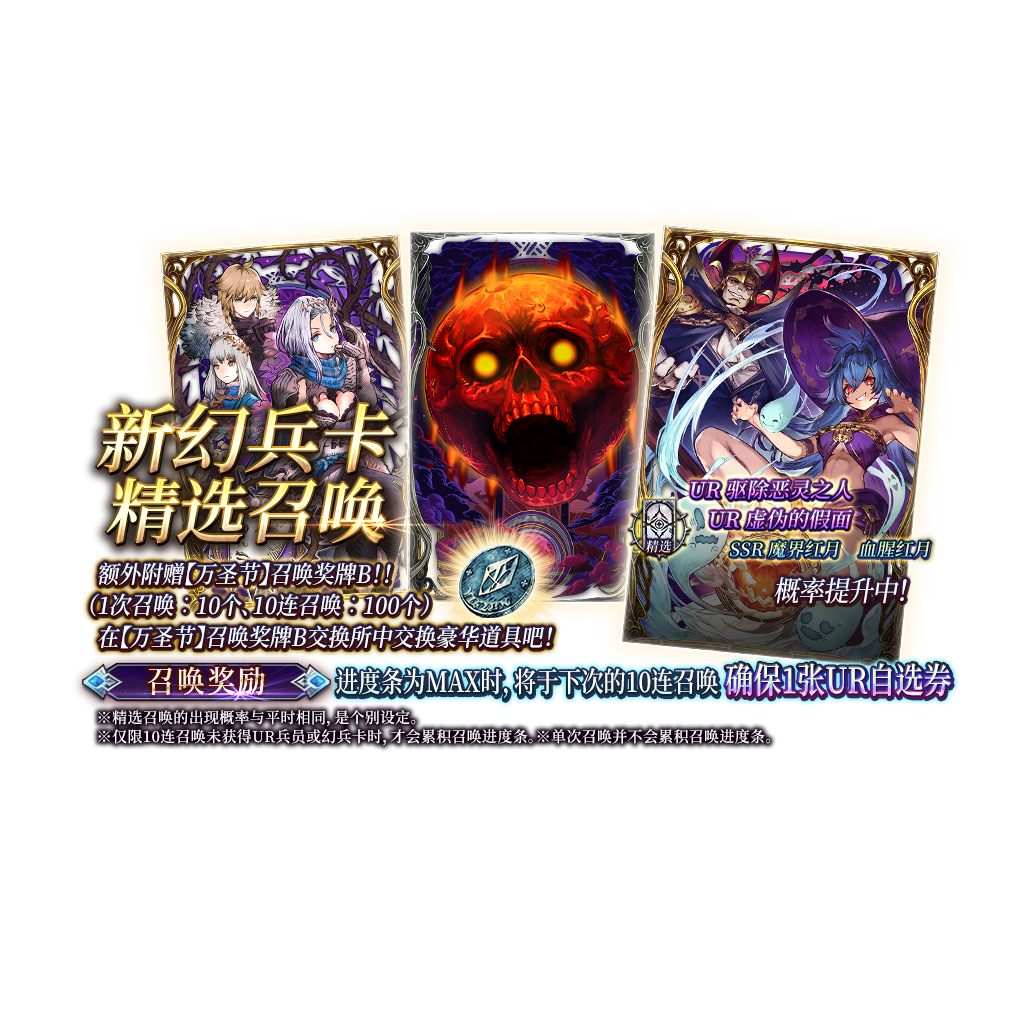 新幻兵卡
精选召唤
额外附赠【万圣节】召唤奖牌B!!
(1次召唤：10个、10连召唤：100个)
在【万圣节】召唤奖牌B交换所中交换豪华道具吧!
UR 驱除恶灵之人
UR 虚伪的假面
精选
SSR 魔界红月 血腥红月
概率提升中!
召唤奖励
进度条为MAX时, 将于下次的10连召唤 确保1张UR自选券
※精选召唤的出现概率与平时相同, 是个别设定。
※仅限10连召唤未获得UR兵员或幻兵卡时, 才会累积召唤进度条。※单次召唤并不会累积召唤进度条。